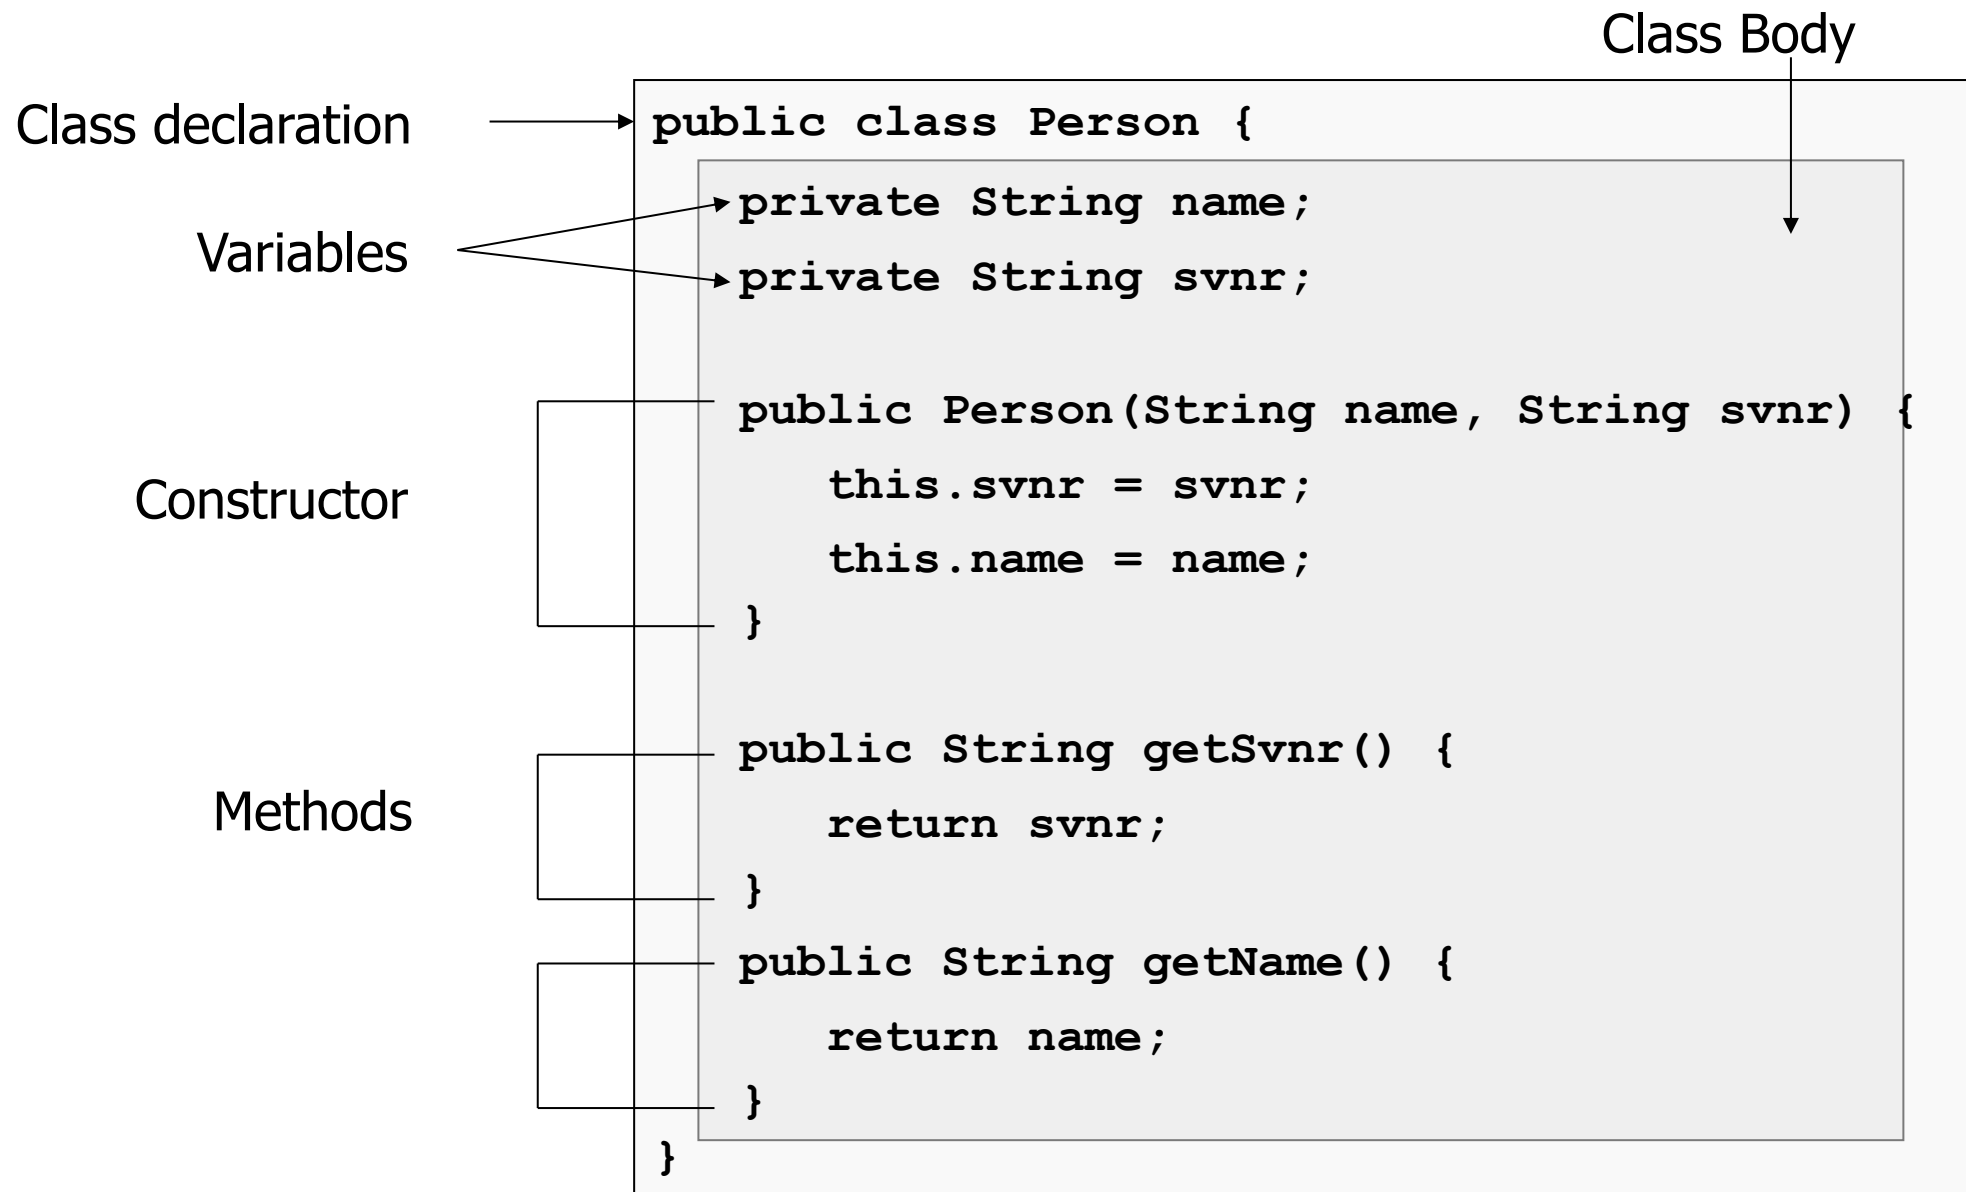 Class Body
Class declaration
public class Person {
Variables
private String name;
private String svnr;
Constructor
public Person(String name, String svnr) {
this.svnr = svnr;
this.name = name;
}
Methods
public String getSvnr() {
return svnr;
}
public String getName() {
return name;
}
}